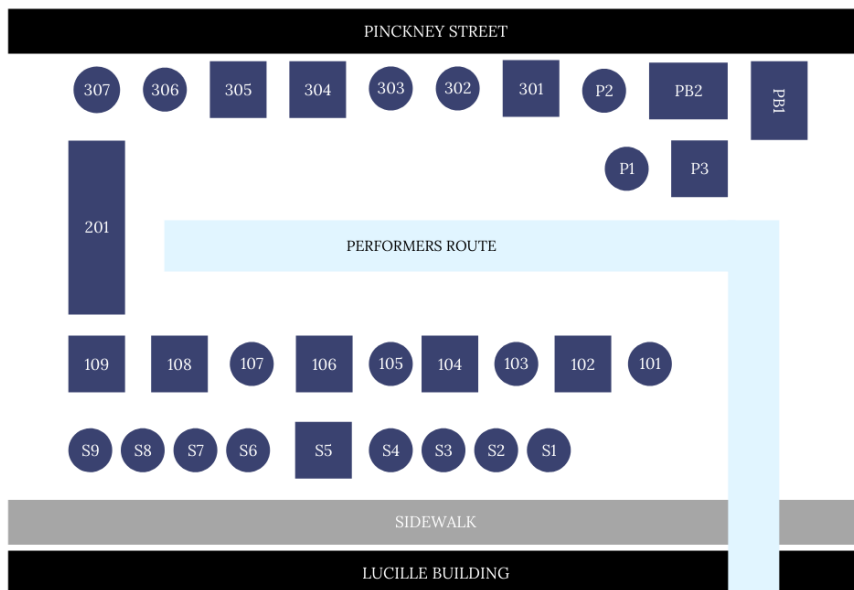 PINCKNEY STREET
307 306 305 304 303 302 301 P2 PB2 PB1
P1 P3
201
PERFORMERS ROUTE
109 108 107 106 105 104 103 102 101
S9 S8 S7 S6 S5 S4 S3 S2 S1
SIDEWALK
LUCILLE BUILDING